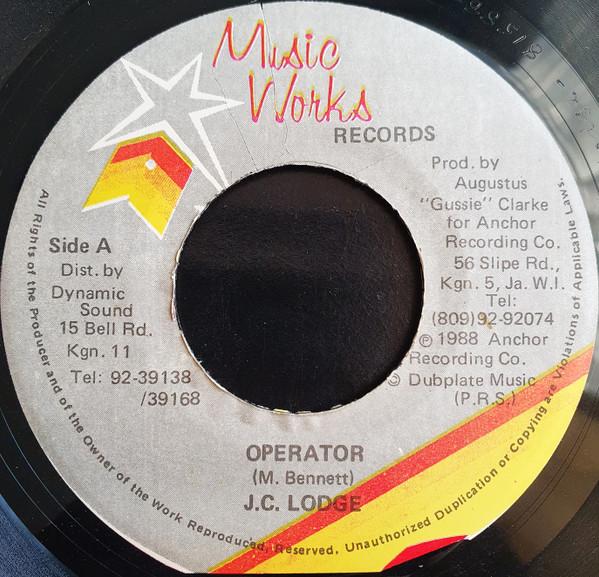 Music
Works
RECORDS
Prod. by
Augustus
"Gussie" Clarke
for Anchor
Recording Co.
56 Slipe Rd.,
Kgn. 5, Ja. W.I.
Tel:
(809)92-92074
℗ 1988 Anchor
Recording Co.
© Dubplate Music
(P.R.S.)
Side A
Dist. by
Dynamic
Sound
15 Bell Rd.
Kgn. 11
Tel: 92-39138
/39168
OPERATOR
(M. Bennett)
J.C. LODGE
All Rights of the Producer and of the Owner of the Work Reproduced, Reserved, Unauthorized Duplication or Copying are Violations of Applicable Laws.